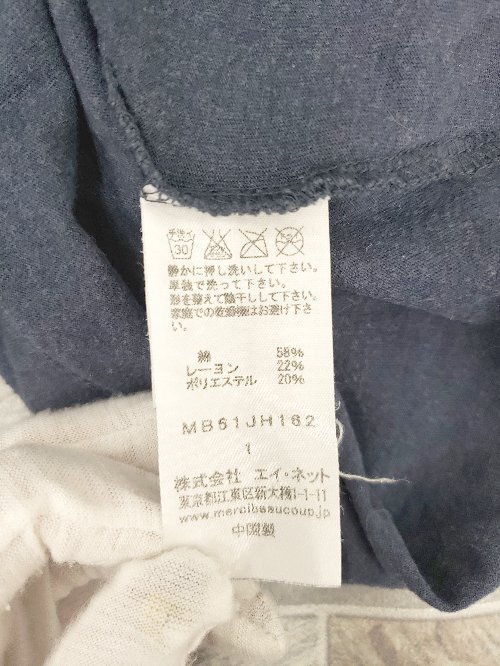 手洗イ
30
静かに押し洗いして下さい。
単独で洗って下さい。
形を整えて陰干しして下さい。
家庭での乾燥機はお避け下さ
い。
綿 58%
レーヨン 22%
ポリエステル 20%
MB61JH162
1
株式会社 エイ・ネット
東京都江東区新大橋1-1-11
www.mercibeaucoup.jp
中国製